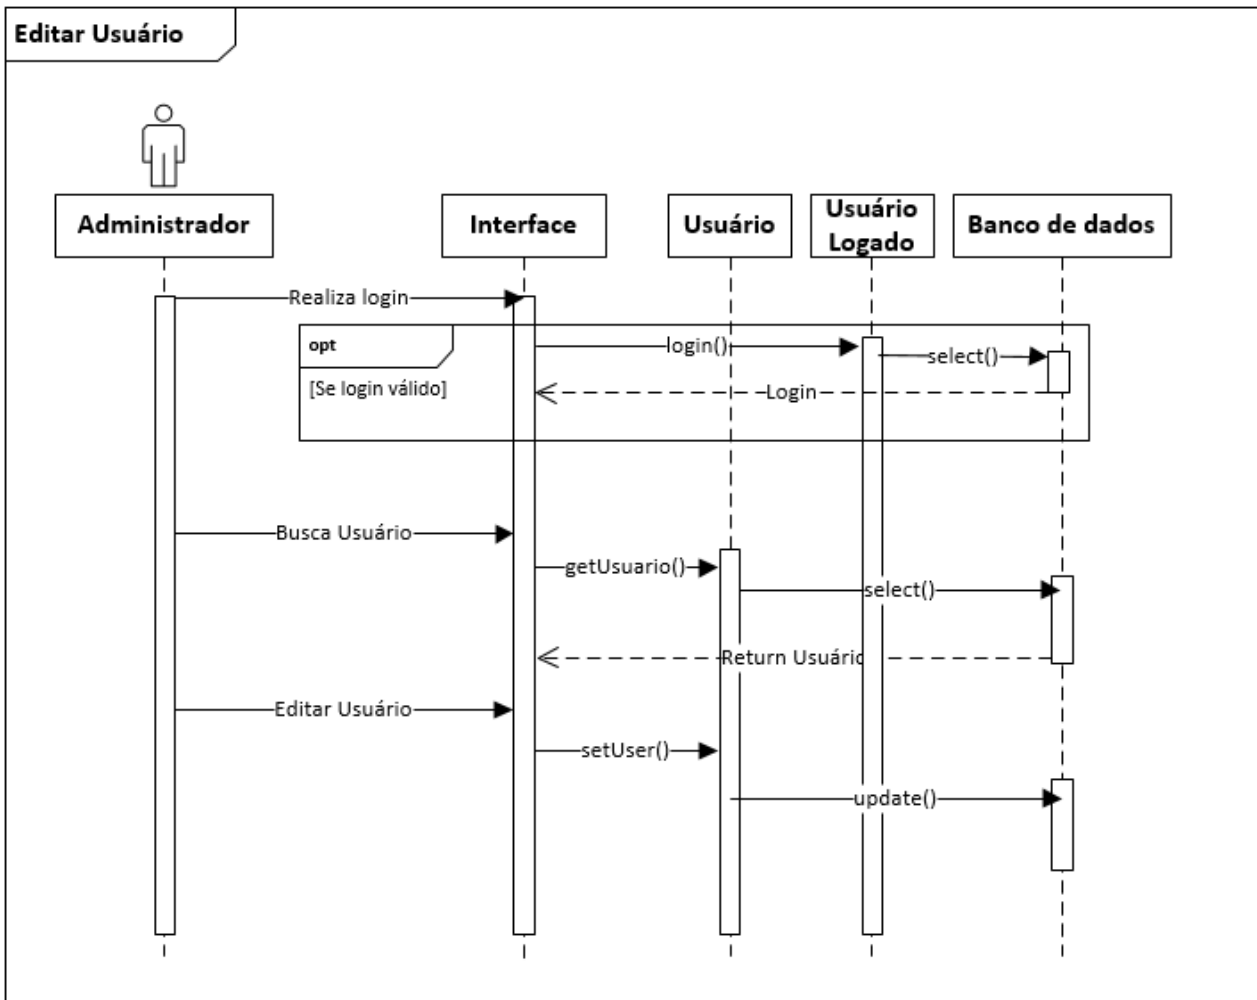 Editar Usuário
Administrador
Interface
Usuário
Usuário
Logado
Banco de dados
Realiza login
opt
login()
select()
[Se login válido]
Login
Busca Usuário
getUsuario()
select()
Return Usuário
Editar Usuário
setUser()
update()